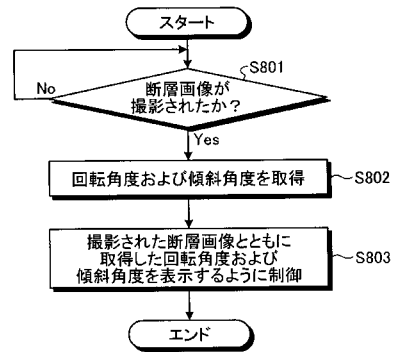 スタート
S801
断層画像が
撮影されたか？
No
Yes
回転角度および傾斜角度を取得
S802
撮影された断層画像とともに
取得した回転角度および
傾斜角度を表示するように制御
S803
エンド